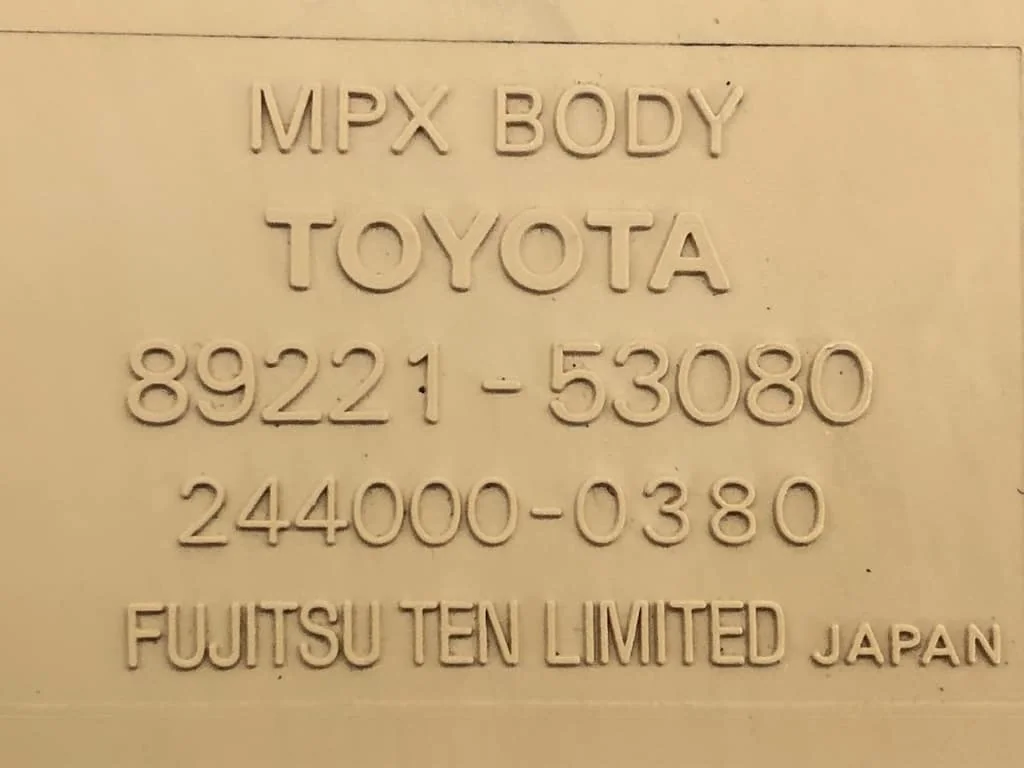 MPX BODY
TOYOTA
89221-53080
244000-0380
FUJITSU TEN LIMITED JAPAN